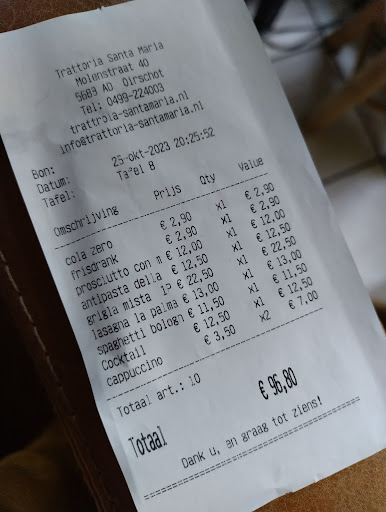 Trattoria Santa Maria
Molenstraat 40
5689 AD Oirschot
Tel: 0499-224003
trattroia-santamaria.nl
info@trattoria-santamaria.nl
Bon:
Datum: 25-okt-2023 20:25:52
Tafel: Tafel 8
Omschrijving Prijs Qty Value
cola zero € 2,90 x1 € 2,90
frisdrank € 2,90 x1 € 2,90
prosciutto con m € 12,00 x1 € 12,00
antipasta della € 12,50 x1 € 12,50
griglia mista € 22,50 x1 € 22,50
lasagna la palma € 13,00 x1 € 13,00
spaghetti bologn € 11,50 x1 € 11,50
Cocktail € 12,50 x1 € 12,50
cappuccino € 3,50 x2 € 7,00
Totaal art.: 10
Totaal € 96,80
Dank u, en graag tot ziens!